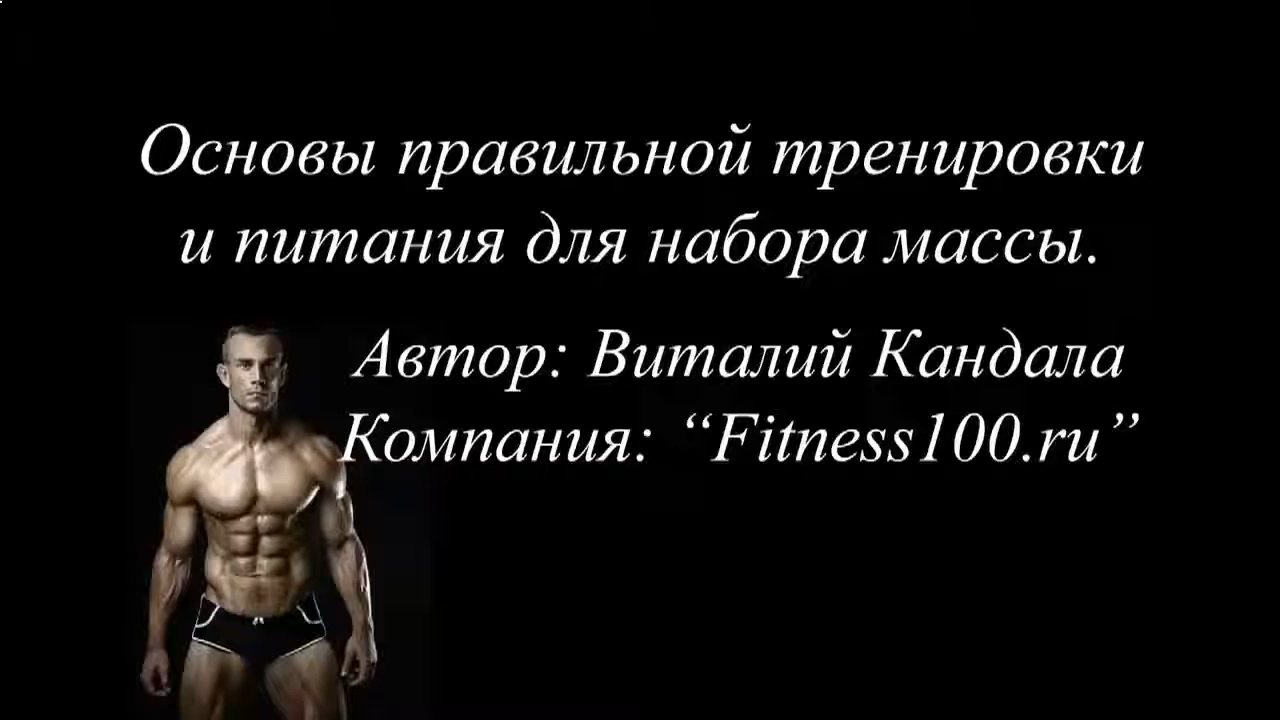 Основы правильной тренировки
и питания для набора массы.
Автор: Виталий Кандала
Компания: “Fitness100.ru”